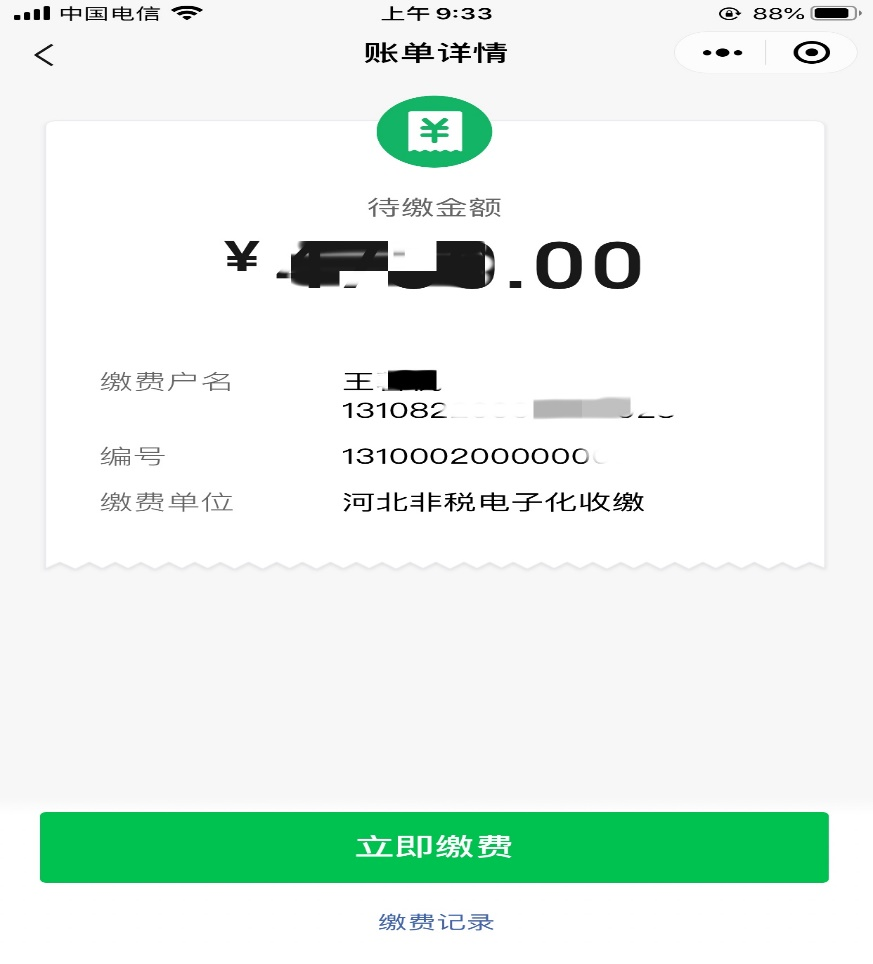 中国电信
上午 9:33
88%
账单详情
¥
待缴金额
¥ .00
缴费户名 王
131082
编号 1310002000000
缴费单位 河北非税电子化收缴
立即缴费
缴费记录